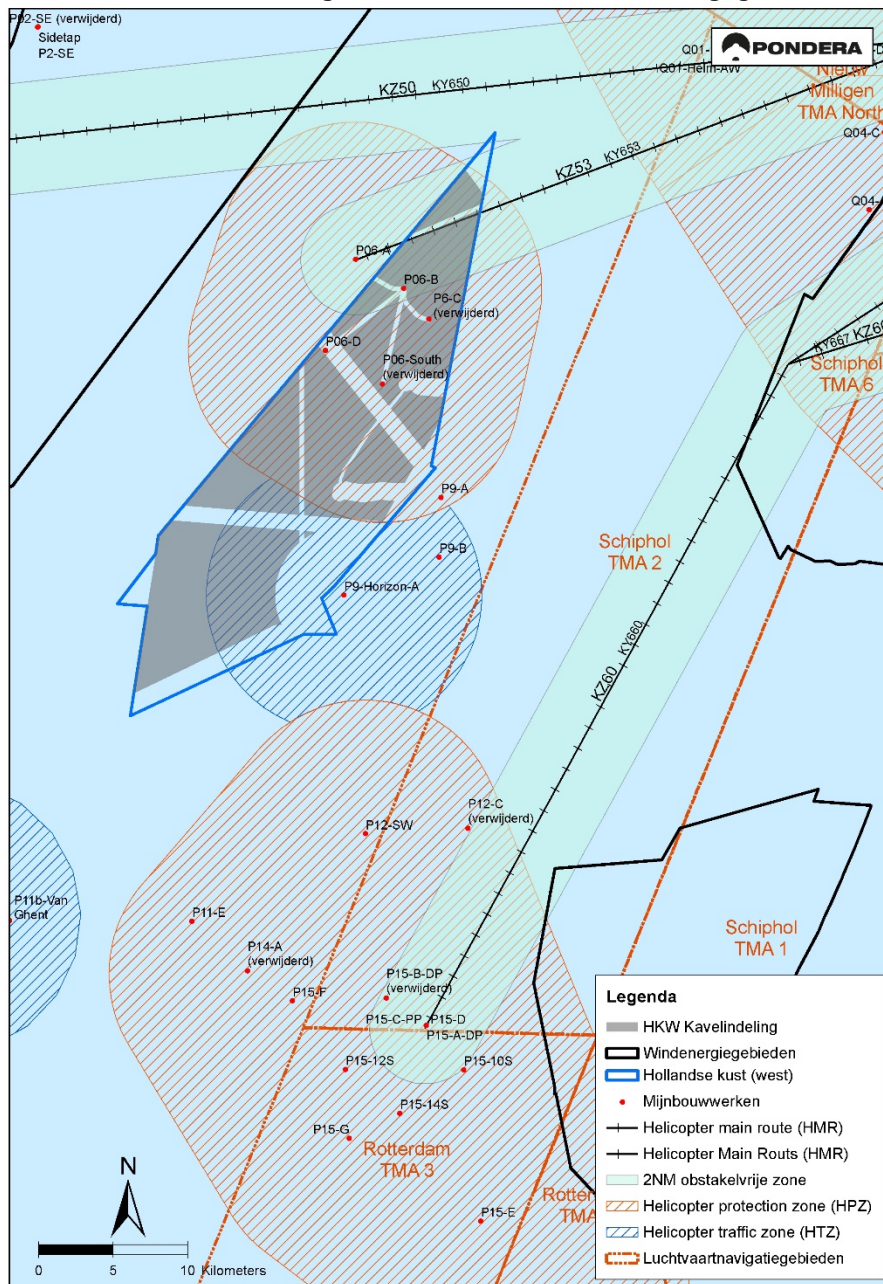 P02-SE (verwijderd)
Sidetap
P2-SE
PONDERA
Q01-Helm-AW
KZ50
KY650
Nieuw
Milligen
TMA North
Q04-C
KZ53
KY653
P06-A
P06-B
P6-C
(verwijderd)
P06-D
KY667
P06-South
(verwijderd)
Schiphol
TMA 6
P9-A
Schiphol
TMA 2
P9-B
P9-Horizon-A
KZ60
KY660
P12-SW
P12-C
(verwijderd)
P11b-Van
Ghent
P11-E
Schiphol
TMA 1
P14-A
(verwijderd)
P15-F
P15-B-DP
(verwijderd)
P15-C-PP
P15-D
P15-A-DP
P15-12S
P15-10S
P15-14S
P15-G
Rotterdam
TMA 3
P15-E
TMA
N
0 5 10 Kilometers
Legenda
HKW Kavelindeling
Windenergiegebieden
Hollandse kust (west)
Mijnbouwwerken
Helicopter main route (HMR)
Helicopter Main Routs (HMR)
2NM obstakelvrije zone
Helicopter protection zone (HPZ)
Helicopter traffic zone (HTZ)
Luchtvaartnavigatiegebieden